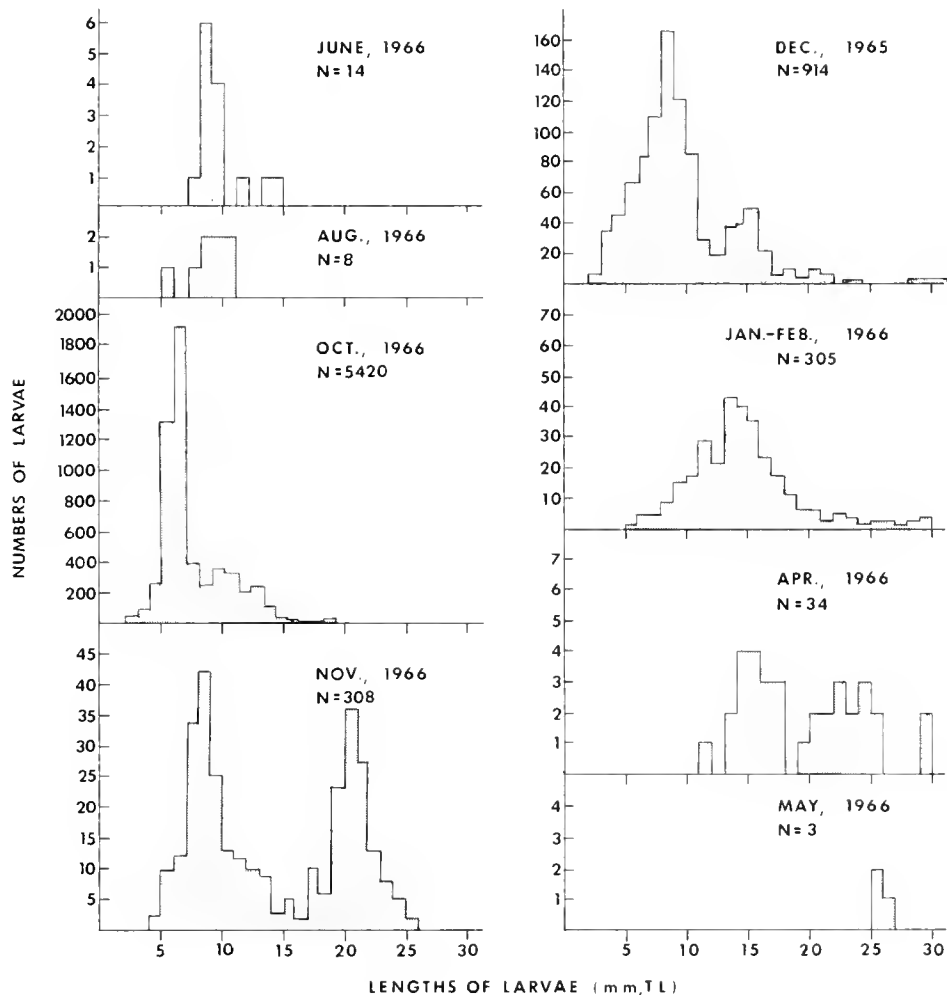 NUMBERS OF LARVAE
JUNE, 1966
N=14
6
5
4
3
2
1
AUG., 1966
N=8
2
1
OCT., 1966
N=5420
2000
1800
1600
1400
1200
1000
800
600
400
200
NOV., 1966
N=308
45
40
35
30
25
20
15
10
5
5 10 15 20 25 30
DEC., 1965
N=914
160
140
120
100
80
60
40
20
JAN.-FEB., 1966
N=305
70
60
50
40
30
20
10
APR., 1966
N=34
7
6
5
4
3
2
1
MAY, 1966
N=3
4
3
2
1
5 10 15 20 25 30
LENGTHS OF LARVAE (mm,TL)